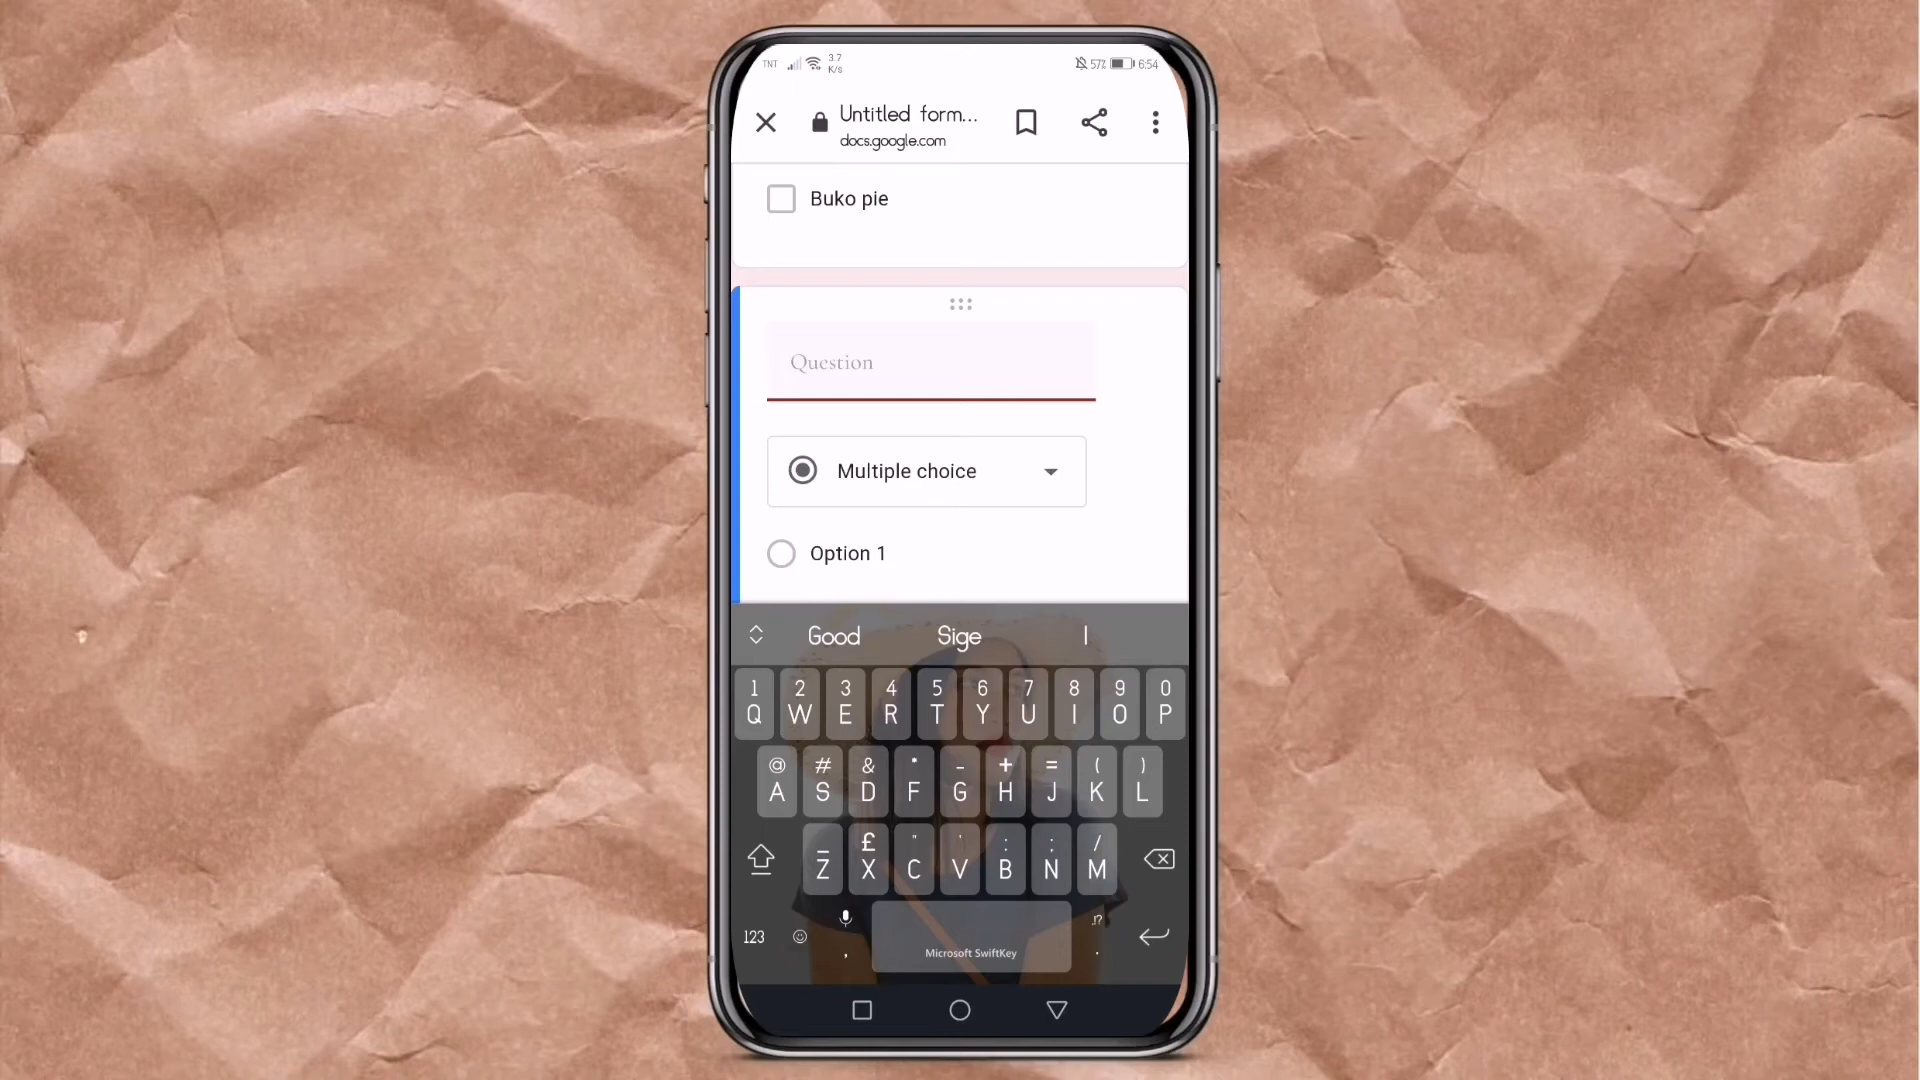 TNT 3.7 K/s 57% 6:54
Untitled form...
docs.google.com
Buko pie
Question
Multiple choice
Option 1
Good Sige I
1 2 3 4 5 6 7 8 9 0
Q W E R T Y U I O P
@ # & * - + = ( )
A S D F G H J K L
_ £ " ' : ; /
Z X C V B N M
123 , Microsoft SwiftKey .!?
.